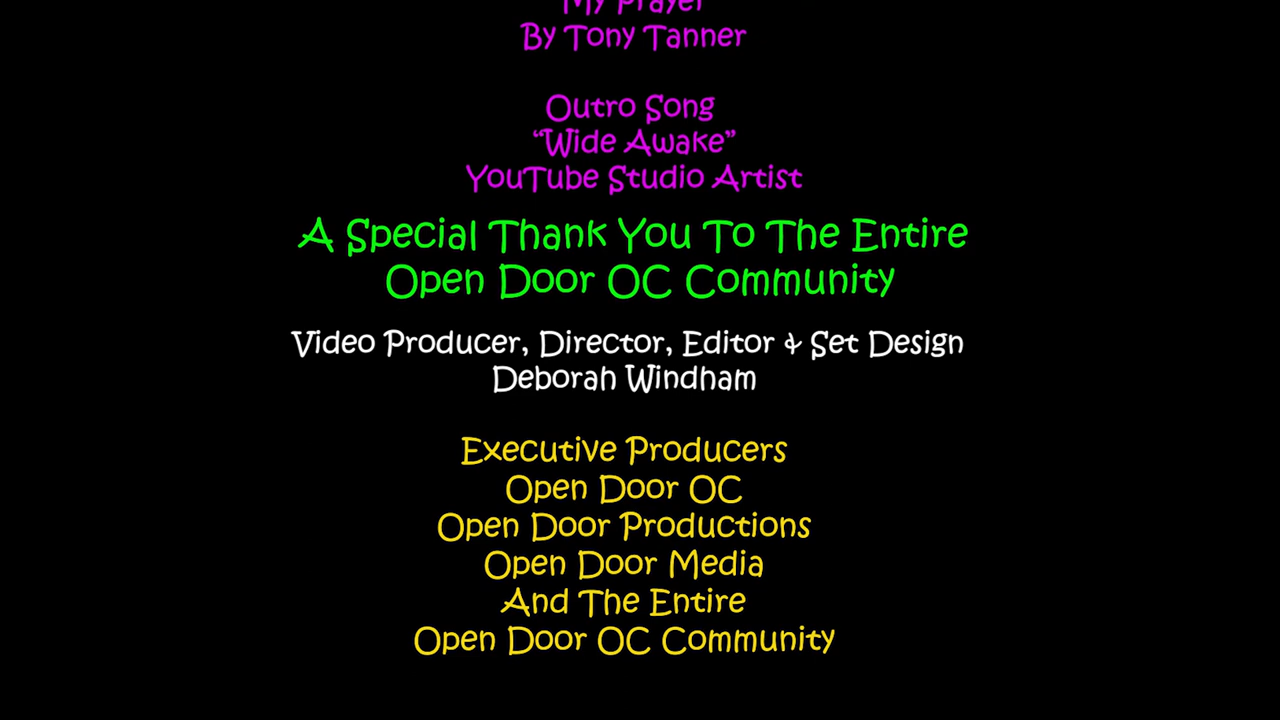 My Prayer
By Tony Tanner
Outro Song
“Wide Awake”
YouTube Studio Artist
A Special Thank You To The Entire
Open Door OC Community
Video Producer, Director, Editor & Set Design
Deborah Windham
Executive Producers
Open Door OC
Open Door Productions
Open Door Media
And The Entire
Open Door OC Community